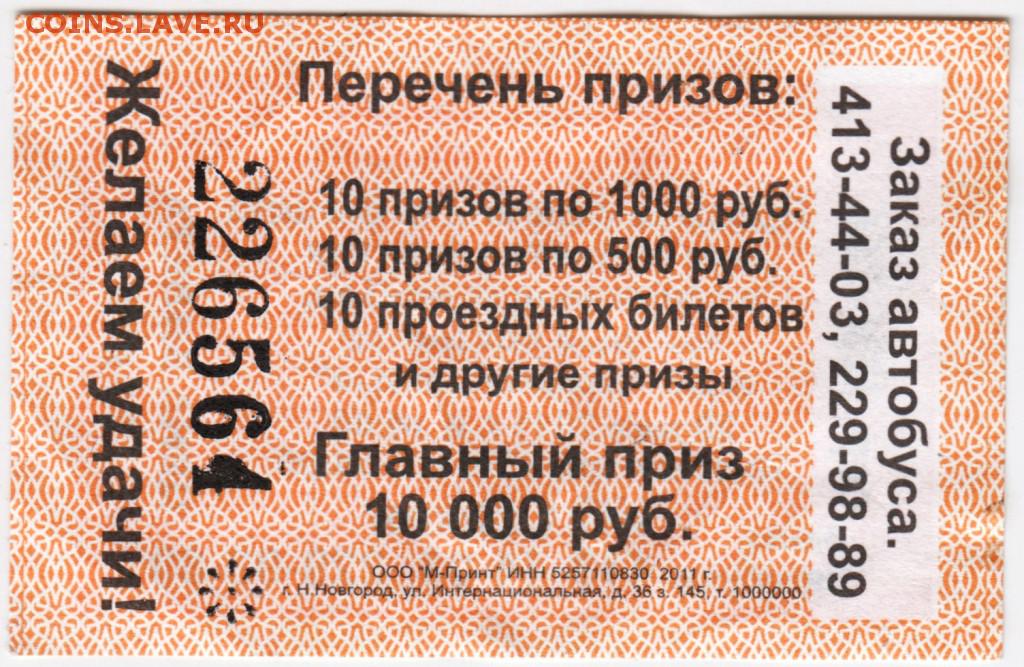 COINS.LAVE.РУ
Желаем удачи!
226561
Перечень призов:
10 призов по 1000 руб.
10 призов по 500 руб.
10 проездных билетов
и другие призы
Главный приз
10 000 руб.
ООО "М-Принт" ИНН 5257110830 2011 г.
г. Н.Новгород, ул. Интернациональная, д. 36 з. 145, т. 1000000
Заказ автобуса.
413-44-03, 229-98-89